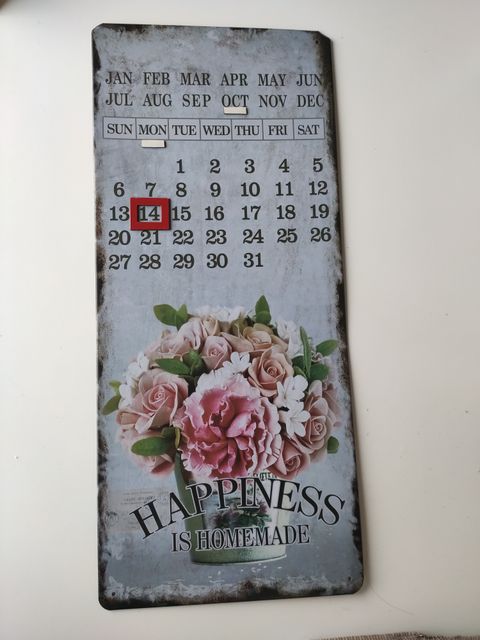 JAN FEB MAR APR MAY JUN
JUL AUG SEP OCT NOV DEC
SUN MON TUE WED THU FRI SAT
1 2 3 4 5
6 7 8 9 10 11 12
13 14 15 16 17 18 19
20 21 22 23 24 25 26
27 28 29 30 31
HAPPINESS
IS HOMEMADE